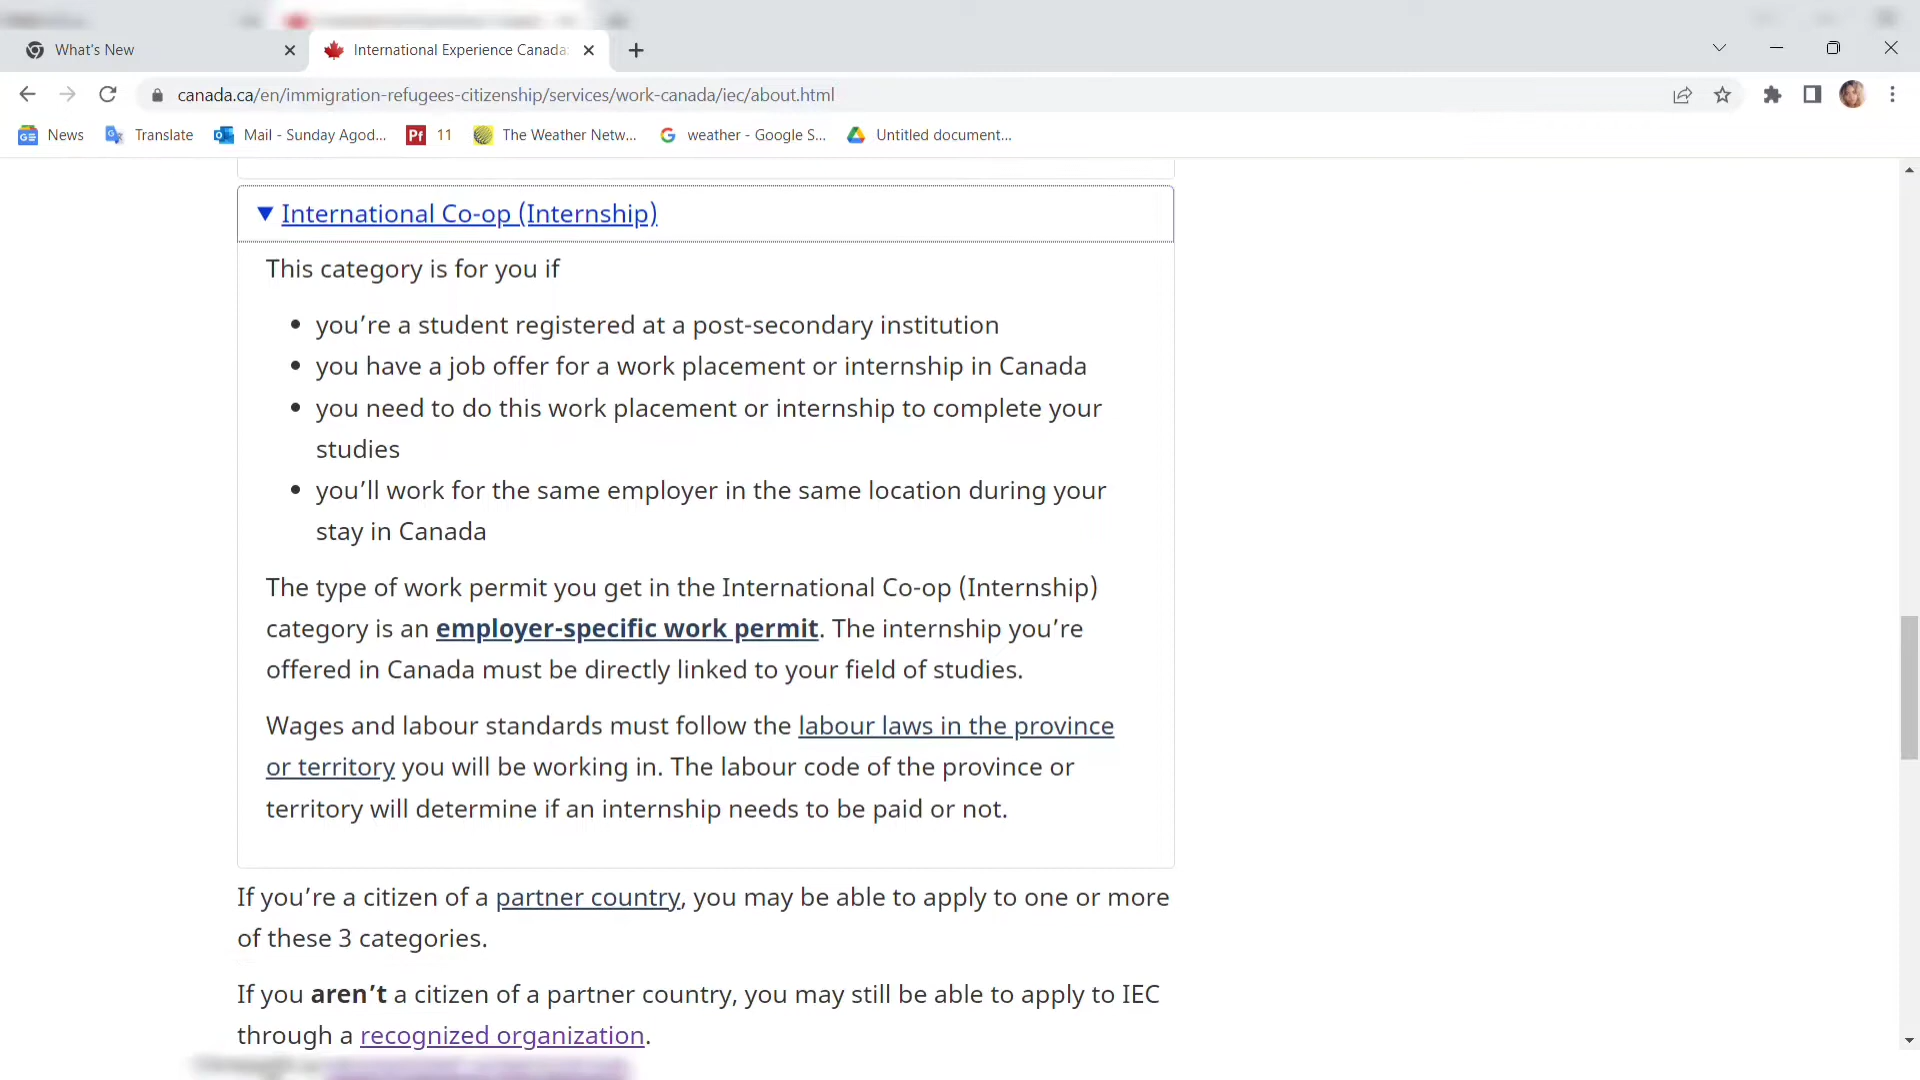 What's New
International Experience Canada:
canada.ca/en/immigration-refugees-citizenship/services/work-canada/iec/about.html
News
Translate
Mail - Sunday Agod...
Pf 11
The Weather Netw...
weather - Google S...
Untitled document...
International Co-op (Internship)
This category is for you if
you’re a student registered at a post-secondary institution
you have a job offer for a work placement or internship in Canada
you need to do this work placement or internship to complete your
studies
you’ll work for the same employer in the same location during your
stay in Canada
The type of work permit you get in the International Co-op (Internship)
category is an employer-specific work permit. The internship you’re
offered in Canada must be directly linked to your field of studies.
Wages and labour standards must follow the labour laws in the province
or territory you will be working in. The labour code of the province or
territory will determine if an internship needs to be paid or not.
If you’re a citizen of a partner country, you may be able to apply to one or more
of these 3 categories.
If you aren’t a citizen of a partner country, you may still be able to apply to IEC
through a recognized organization.